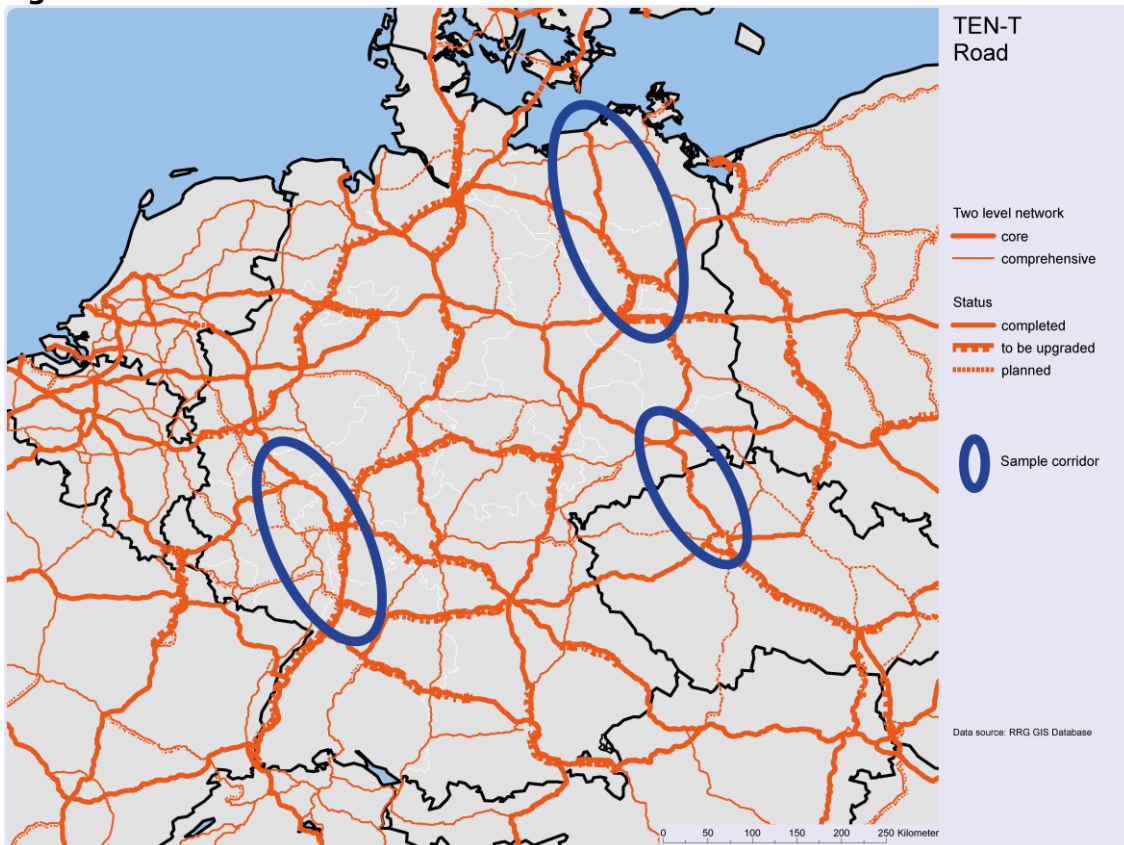 TEN-T
Road
Two level network
core
comprehensive
Status
completed
to be upgraded
planned
Sample corridor
Data source: RRG GIS Database
0 50 100 150 200 250 Kilometer